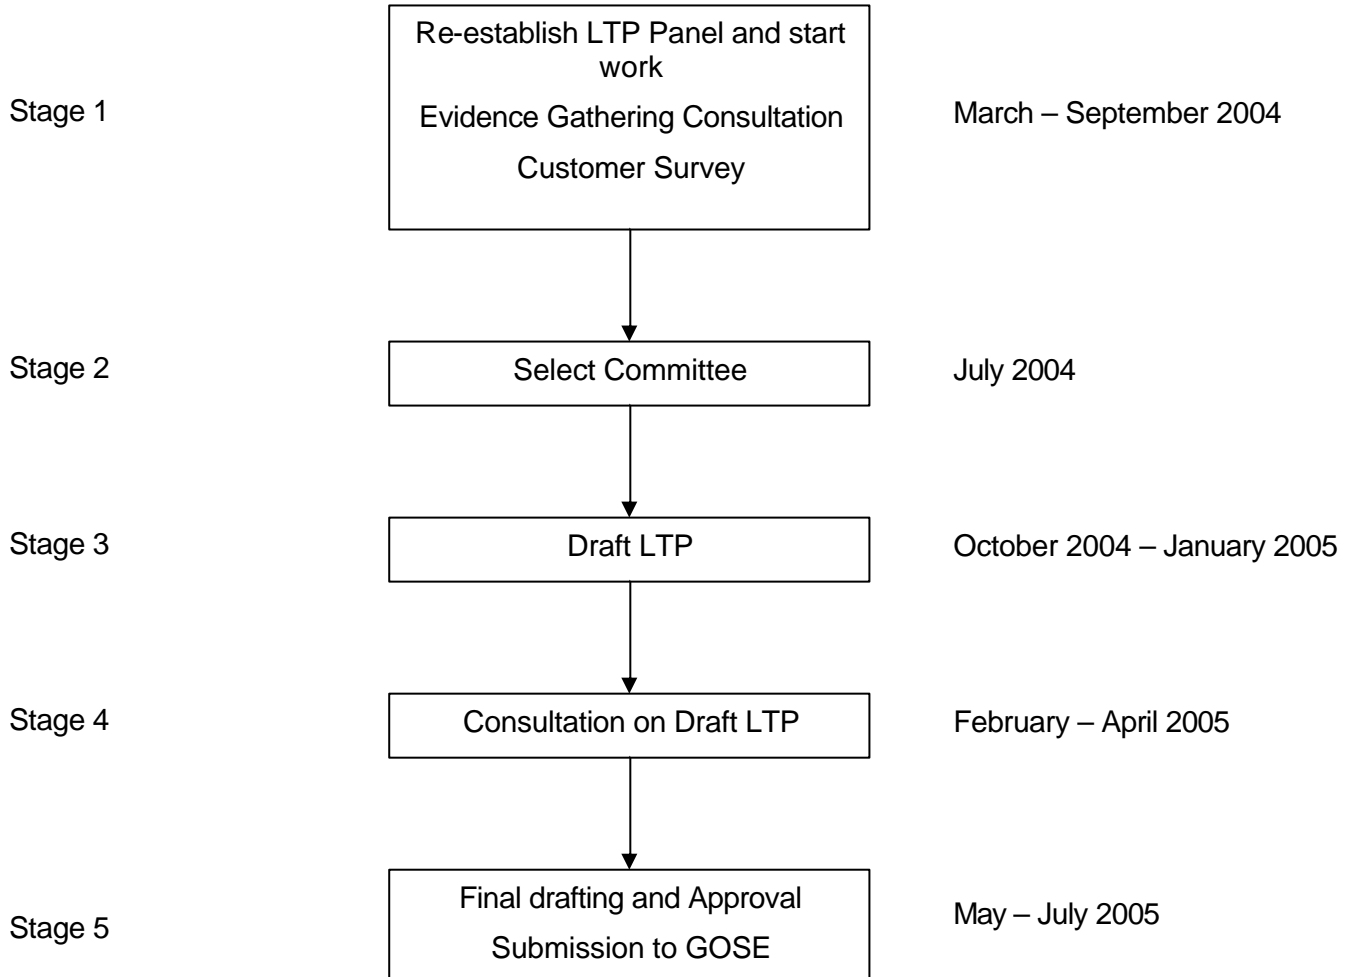 Stage 1
Re-establish LTP Panel and start
work
Evidence Gathering Consultation
Customer Survey
March – September 2004
Stage 2
Select Committee
July 2004
Stage 3
Draft LTP
October 2004 – January 2005
Stage 4
Consultation on Draft LTP
February – April 2005
Stage 5
Final drafting and Approval
Submission to GOSE
May – July 2005